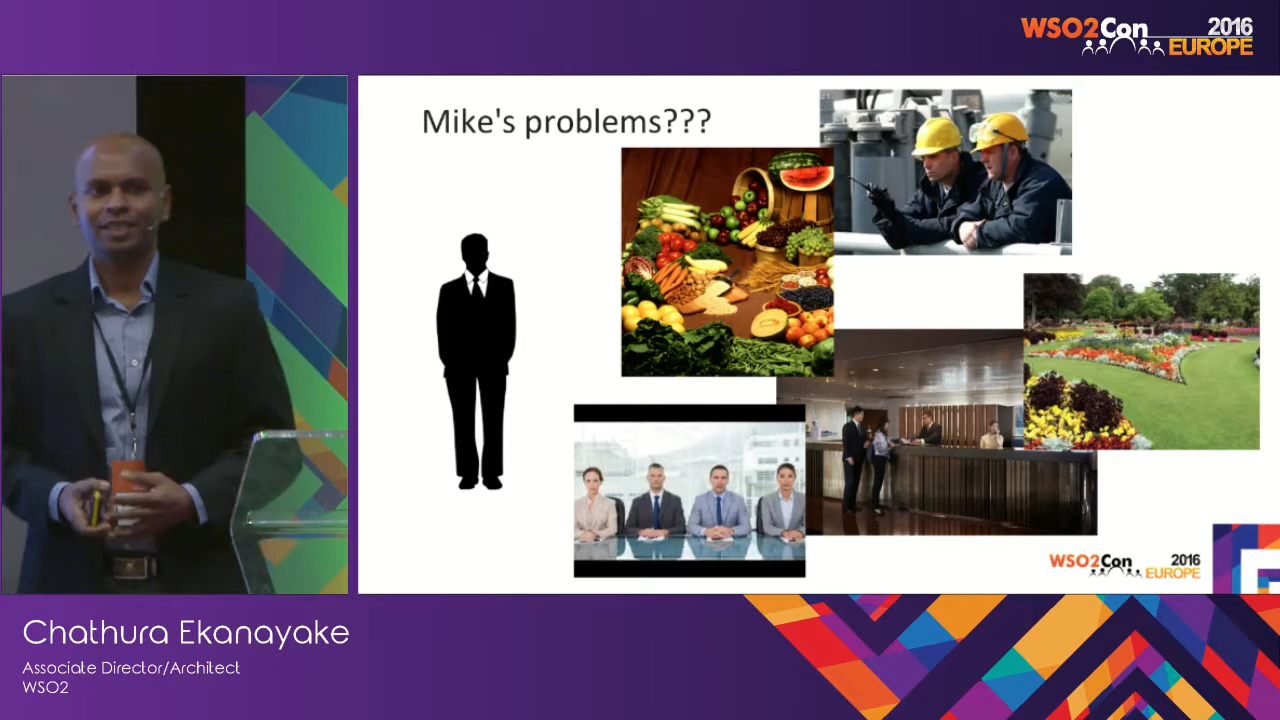 WSO2Con 2016
EUROPE
Mike's problems???
WSO2Con 2016
EUROPE
Chathura Ekanayake
Associate Director/Architect
WSO2